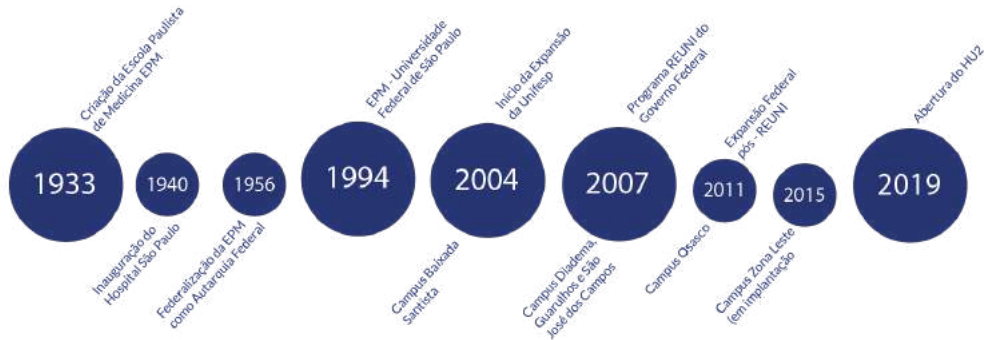 Criação da Escola Paulista
de Medicina EPM
1933
1940
Inauguração do
Hospital São Paulo
1956
Federalização da EPM
como Autarquia Federal
EPM - Universidade
Federal de São Paulo
1994
Início da Expansão
da Unifesp
2004
Campus Baixada
Santista
Programa REUNI do
Governo Federal
2007
Campus Diadema,
Guarulhos e São
José dos Campos
Expansão Federal
pós - REUNI
2011
Campus Osasco
2015
Campus Zona Leste
(em implantação
Abertura do HU2
2019